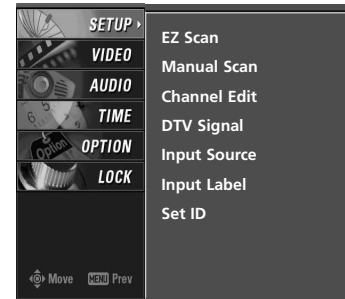 SETUP
VIDEO
AUDIO
TIME
OPTION
LOCK
Move MENU Prev
EZ Scan
Manual Scan
Channel Edit
DTV Signal
Input Source
Input Label
Set ID